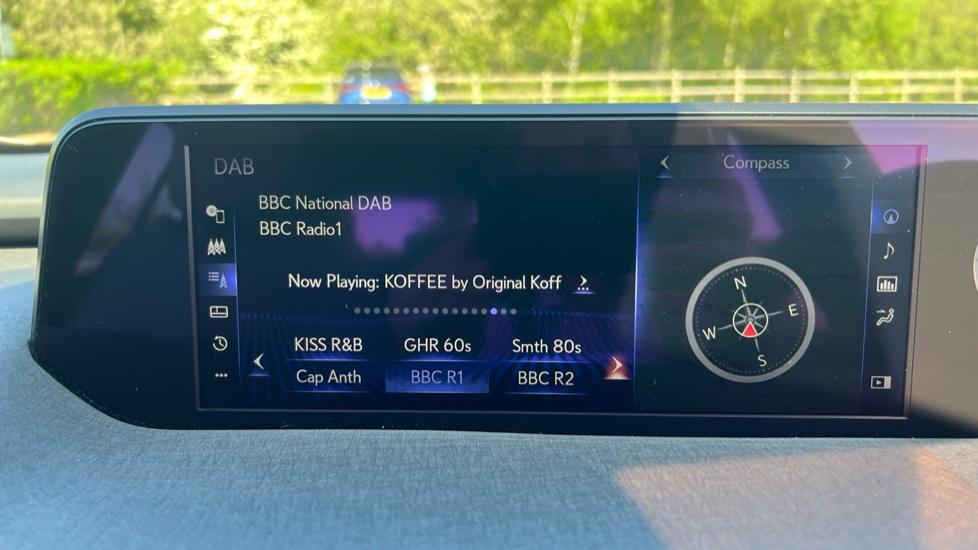 DAB
Compass
BBC National DAB
BBC Radio1
Now Playing: KOFFEE by Original Koff
KISS R&B
GHR 60s
Smth 80s
Cap Anth
BBC R1
BBC R2
N
E
W
S